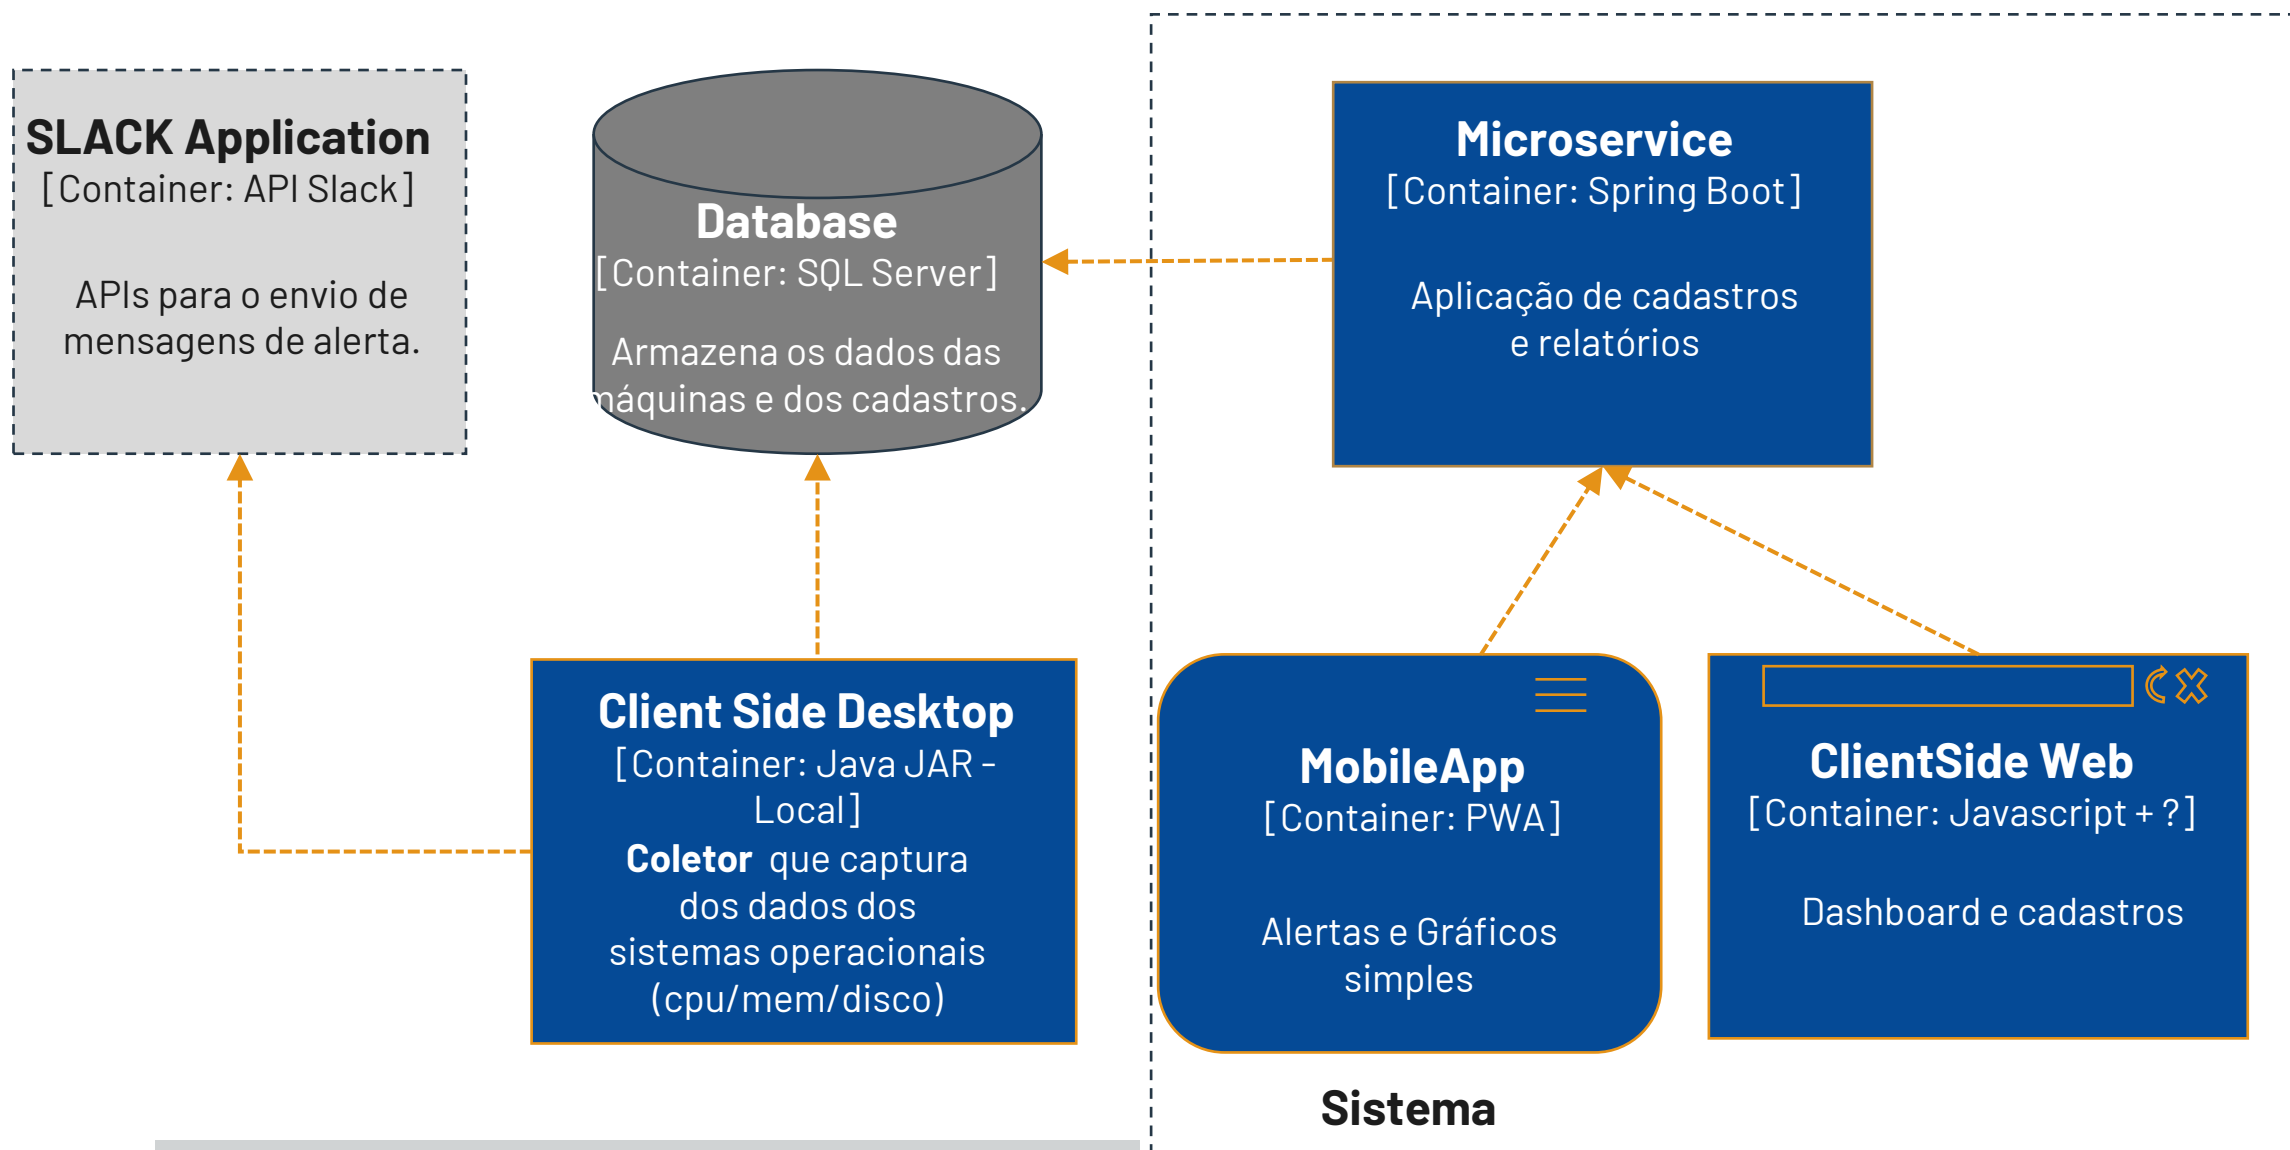 SLACK Application
[Container: API Slack]
APIs para o envio de
mensagens de alerta.
Database
[Container: SQL Server]
Armazena os dados das
máquinas e dos cadastros.
Microservice
[Container: Spring Boot]
Aplicação de cadastros
e relatórios
Client Side Desktop
[Container: Java JAR -
Local]
Coletor que captura
dos dados dos
sistemas operacionais
(cpu/mem/disco)
MobileApp
[Container: PWA]
Alertas e Gráficos
simples
ClientSide Web
[Container: Javascript + ?]
Dashboard e cadastros
Sistema